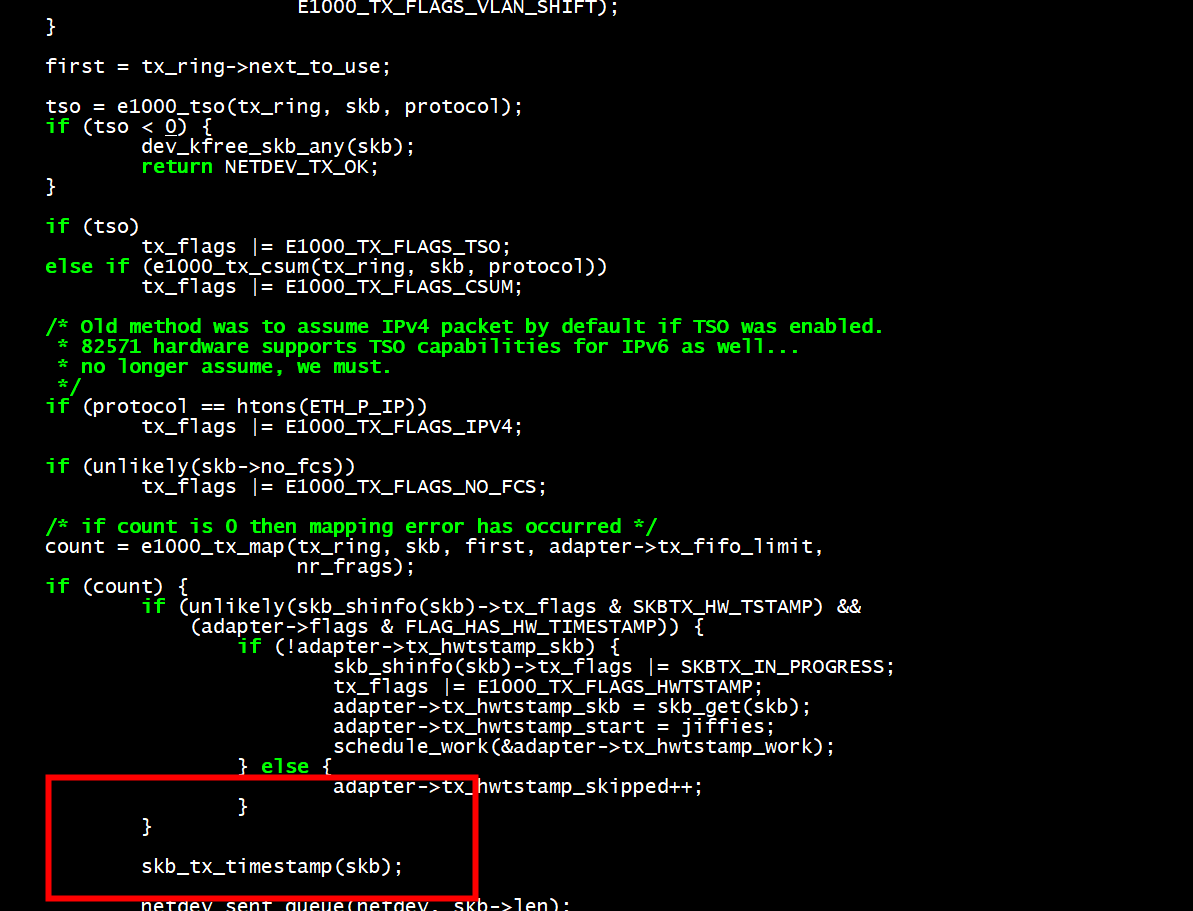 E1000_TX_FLAGS_VLAN_SHIFT);
}
first = tx_ring->next_to_use;
tso = e1000_tso(tx_ring, skb, protocol);
if (tso < 0) {
dev_kfree_skb_any(skb);
return NETDEV_TX_OK;
}
if (tso)
tx_flags |= E1000_TX_FLAGS_TSO;
else if (e1000_tx_csum(tx_ring, skb, protocol))
tx_flags |= E1000_TX_FLAGS_CSUM;
/* Old method was to assume IPv4 packet by default if TSO was enabled.
* 82571 hardware supports TSO capabilities for IPv6 as well...
* no longer assume, we must.
*/
if (protocol == htons(ETH_P_IP))
tx_flags |= E1000_TX_FLAGS_IPV4;
if (unlikely(skb->no_fcs))
tx_flags |= E1000_TX_FLAGS_NO_FCS;
/* if count is 0 then mapping error has occurred */
count = e1000_tx_map(tx_ring, skb, first, adapter->tx_fifo_limit,
nr_frags);
if (count) {
if (unlikely(skb_shinfo(skb)->tx_flags & SKBTX_HW_TSTAMP) &&
(adapter->flags & FLAG_HAS_HW_TIMESTAMP)) {
if (!adapter->tx_hwtstamp_skb) {
skb_shinfo(skb)->tx_flags |= SKBTX_IN_PROGRESS;
tx_flags |= E1000_TX_FLAGS_HWTSTAMP;
adapter->tx_hwtstamp_skb = skb_get(skb);
adapter->tx_hwtstamp_start = jiffies;
schedule_work(&adapter->tx_hwtstamp_work);
} else {
adapter->tx_hwtstamp_skipped++;
}
}
skb_tx_timestamp(skb);
netdev_sent_queue(netdev, skb->len);